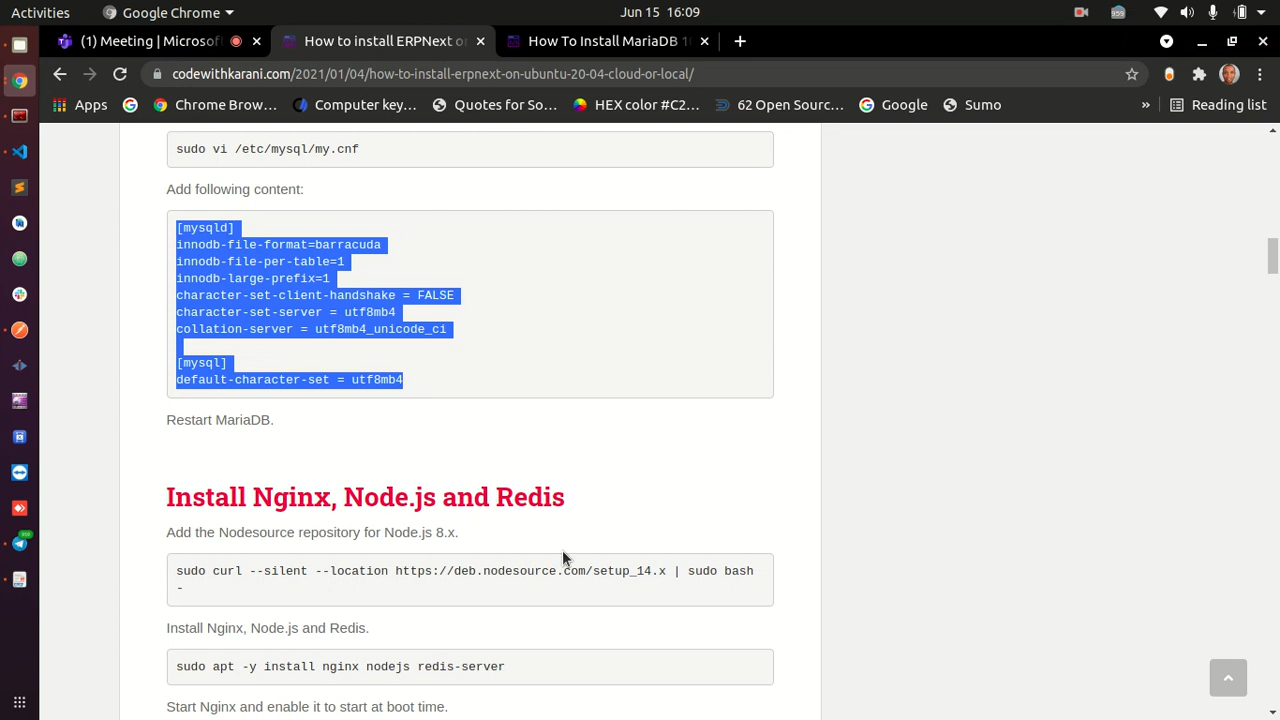 Activities
Google Chrome
Jun 15 16:09
(1) Meeting | Microsof
How to install ERPNext o
How To Install MariaDB 1
codewithkarani.com/2021/01/04/how-to-install-erpnext-on-ubuntu-20-04-cloud-or-local/
Apps
Chrome Brow...
Computer key...
Quotes for So...
HEX color #C2...
62 Open Sourc...
Google
Sumo
»
Reading list
sudo vi /etc/mysql/my.cnf
Add following content:
[mysqld]
innodb-file-format=barracuda
innodb-file-per-table=1
innodb-large-prefix=1
character-set-client-handshake = FALSE
character-set-server = utf8mb4
collation-server = utf8mb4_unicode_ci
[mysql]
default-character-set = utf8mb4
Restart MariaDB.
Install Nginx, Node.js and Redis
Add the Nodesource repository for Node.js 8.x.
sudo curl --silent --location https://deb.nodesource.com/setup_14.x | sudo bash
-
Install Nginx, Node.js and Redis.
sudo apt -y install nginx nodejs redis-server
Start Nginx and enable it to start at boot time.